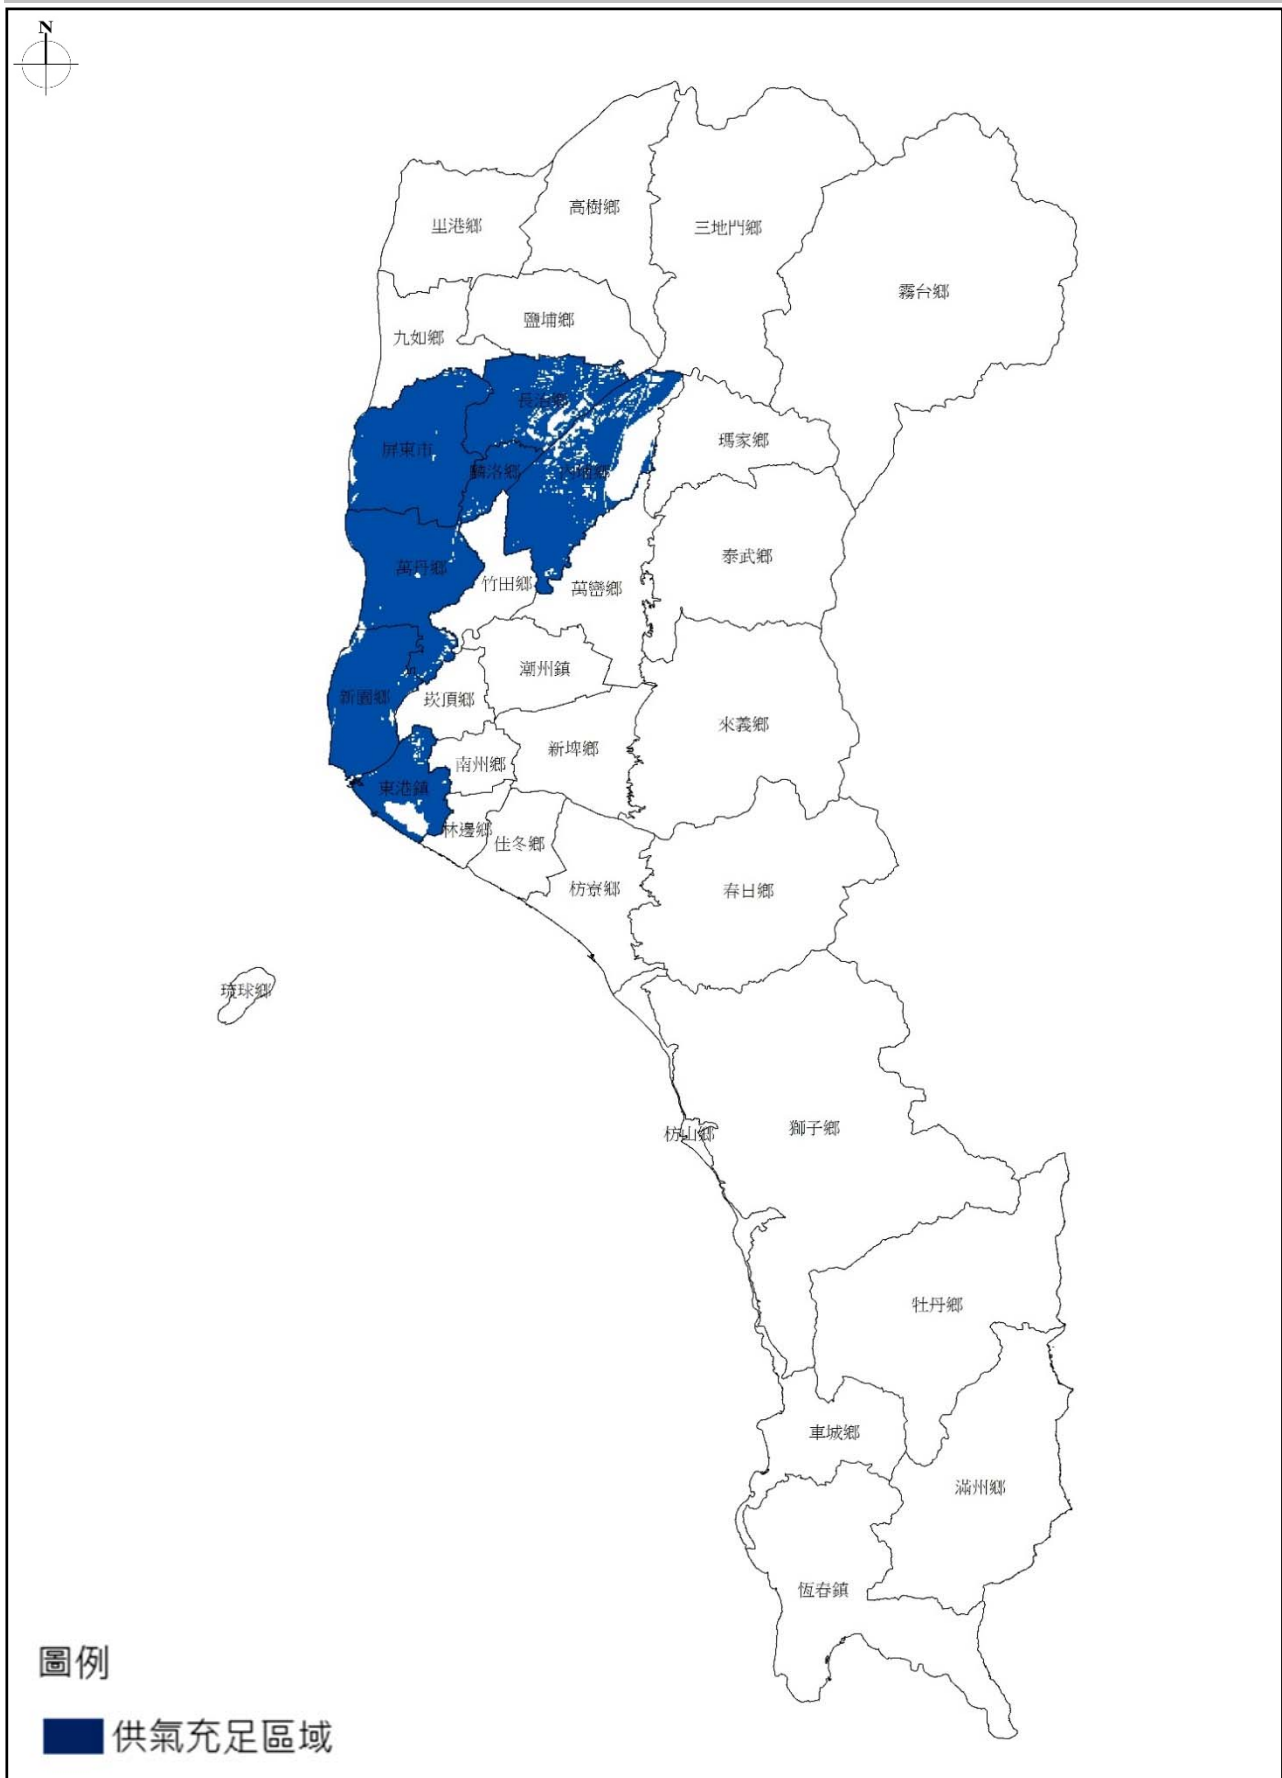 N
高樹鄉
里港鄉
三地門鄉
霧台鄉
鹽埔鄉
九如鄉
長治鄉
瑪家鄉
屏東市
麟洛鄉
內埔鄉
泰武鄉
萬丹鄉
竹田鄉
萬巒鄉
潮州鎮
新園鄉
崁頂鄉
來義鄉
新埤鄉
南州鄉
東港鎮
林邊鄉
佳冬鄉
枋寮鄉
春日鄉
琉球鄉
枋山鄉
獅子鄉
牡丹鄉
車城鄉
滿州鄉
恆春鎮
圖例
供氣充足區域